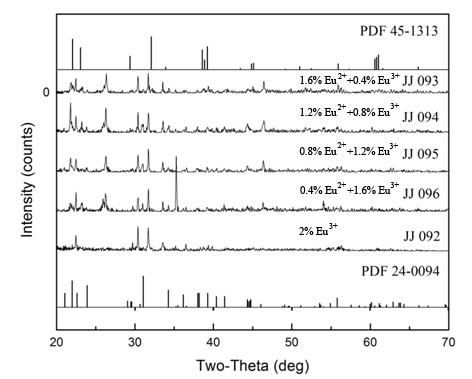 PDF 45-1313
0
1.6% Eu2++0.4% Eu3+ JJ 093
1.2% Eu2++0.8% Eu3+ JJ 094
0.8% Eu2++1.2% Eu3+ JJ 095
0.4% Eu2++1.6% Eu3+ JJ 096
2% Eu3+ JJ 092
PDF 24-0094
Intensity (counts)
20 30 40 50 60 70
Two-Theta (deg)